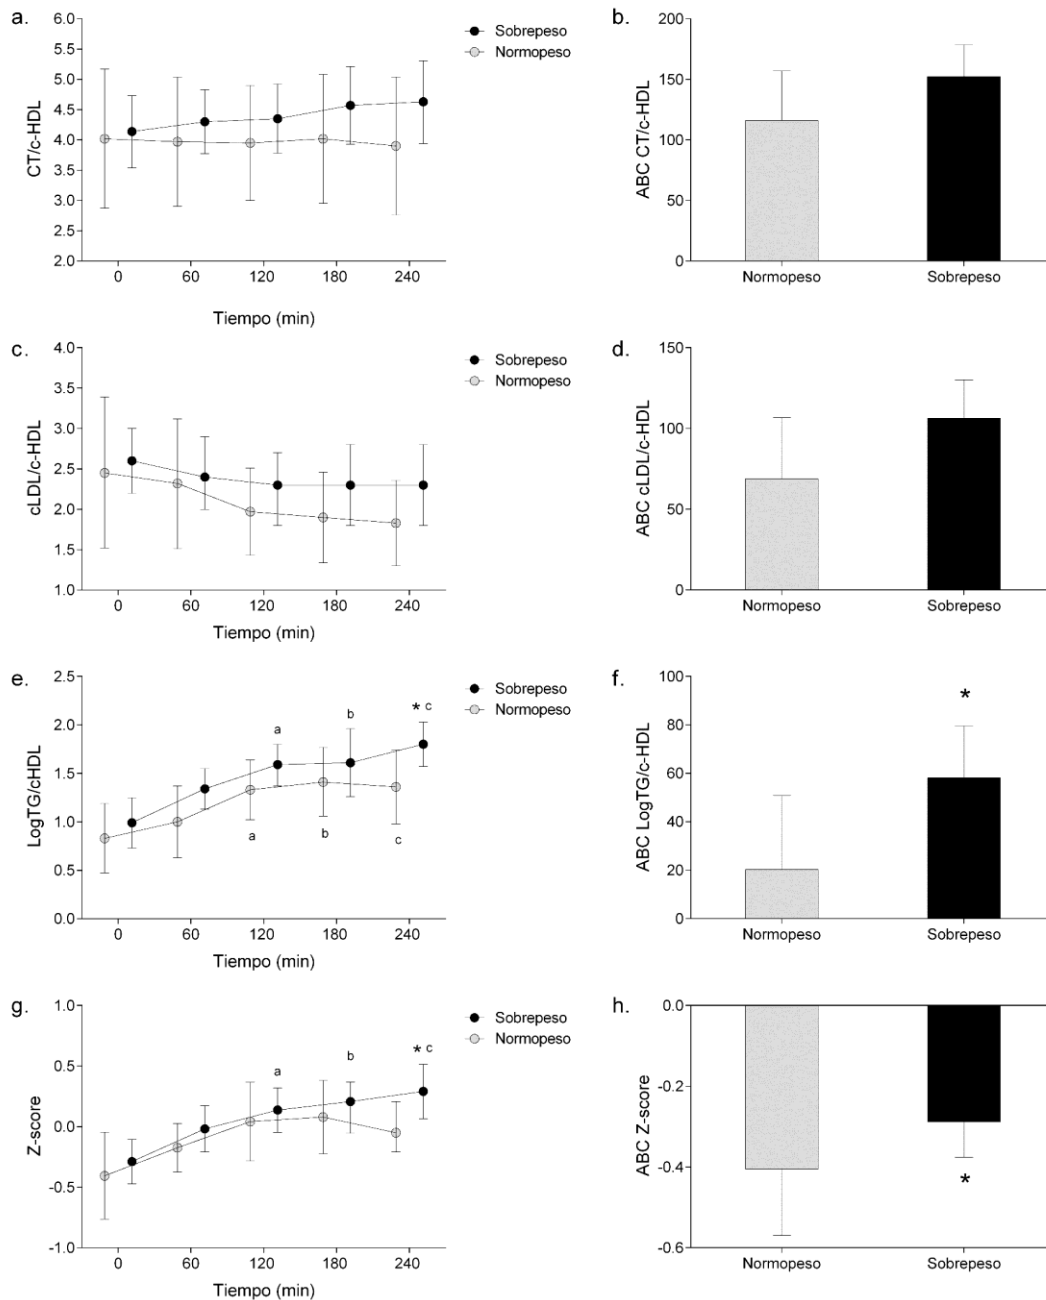 a.
CT/c-HDL
6.0
5.5
5.0
4.5
4.0
3.5
3.0
2.5
2.0
0 60 120 180 240
Tiempo (min)
Sobrepeso
Normopeso
b.
ABC CT/c-HDL
200
150
100
50
0
Normopeso Sobrepeso
c.
cLDL/c-HDL
4.0
3.5
3.0
2.5
2.0
1.5
1.0
0 60 120 180 240
Tiempo (min)
Sobrepeso
Normopeso
d.
ABC cLDL/c-HDL
150
100
50
0
Normopeso Sobrepeso
e.
LogTG/cHDL
2.5
2.0
1.5
1.0
0.5
0.0
a b * c
a b c
0 60 120 180 240
Tiempo (min)
Sobrepeso
Normopeso
f.
ABC LogTG/c-HDL
100
80
60
40
20
0
*
Normopeso Sobrepeso
g.
Z-score
1.0
0.5
0.0
-0.5
-1.0
a b * c
0 60 120 180 240
Tiempo (min)
Sobrepeso
Normopeso
h.
ABC Z-score
0.0
-0.2
-0.4
-0.6
*
Normopeso Sobrepeso